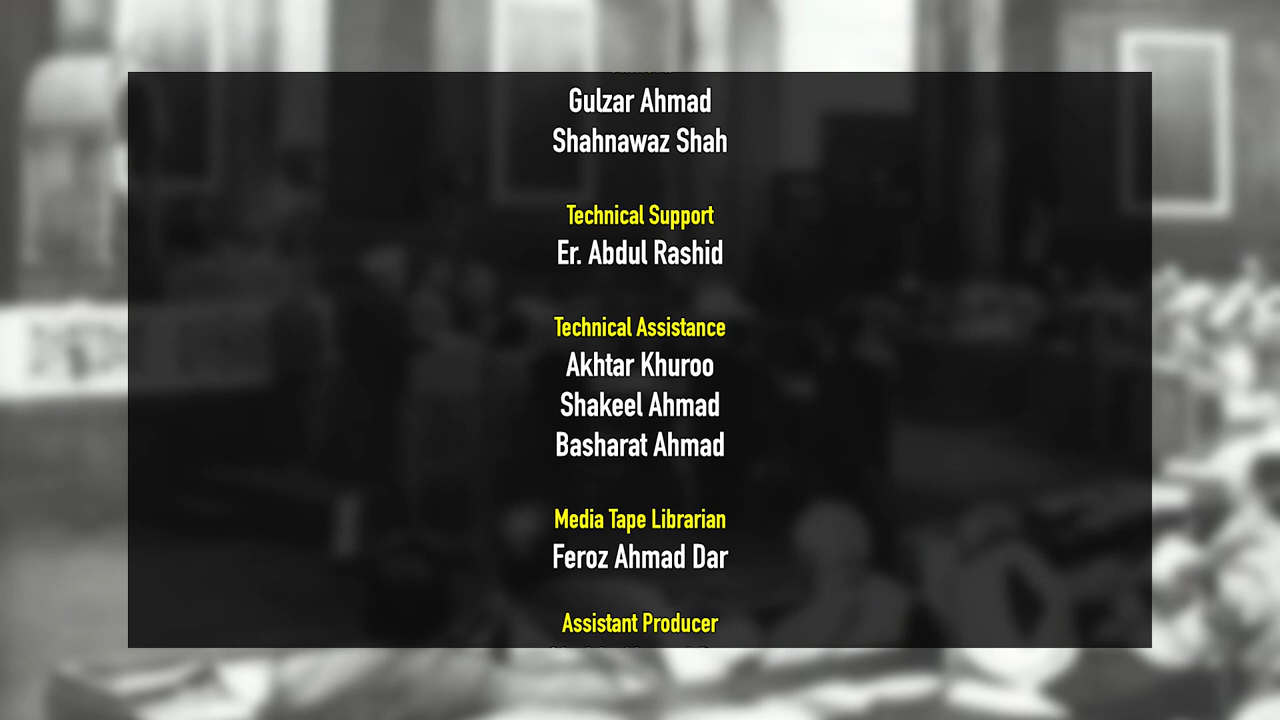 Gulzar Ahmad
Shahnawaz Shah
Technical Support
Er. Abdul Rashid
Technical Assistance
Akhtar Khuroo
Shakeel Ahmad
Basharat Ahmad
Media Tape Librarian
Feroz Ahmad Dar
Assistant Producer